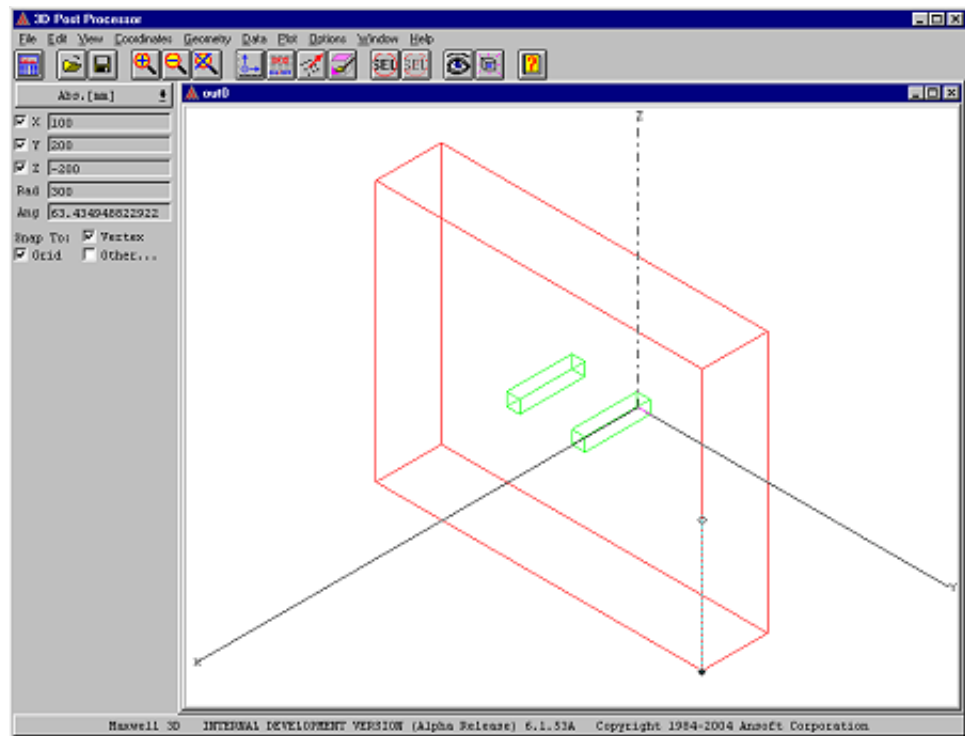 3D Post Processor
File Edit View Coordinates Geometry Data Plot Options Window Help
SEL SEL ?
Abs.[mm]
out0
X 100
Y 200
Z -200
Rad 300
Ang 63.434948822922
Snap To: Vertex
Grid Other...
Z
X
Y
Maxwell 3D INTERNAL DEVELOPMENT VERSION (Alpha Release) 6.1.53A Copyright 1984-2004 Ansoft Corporation